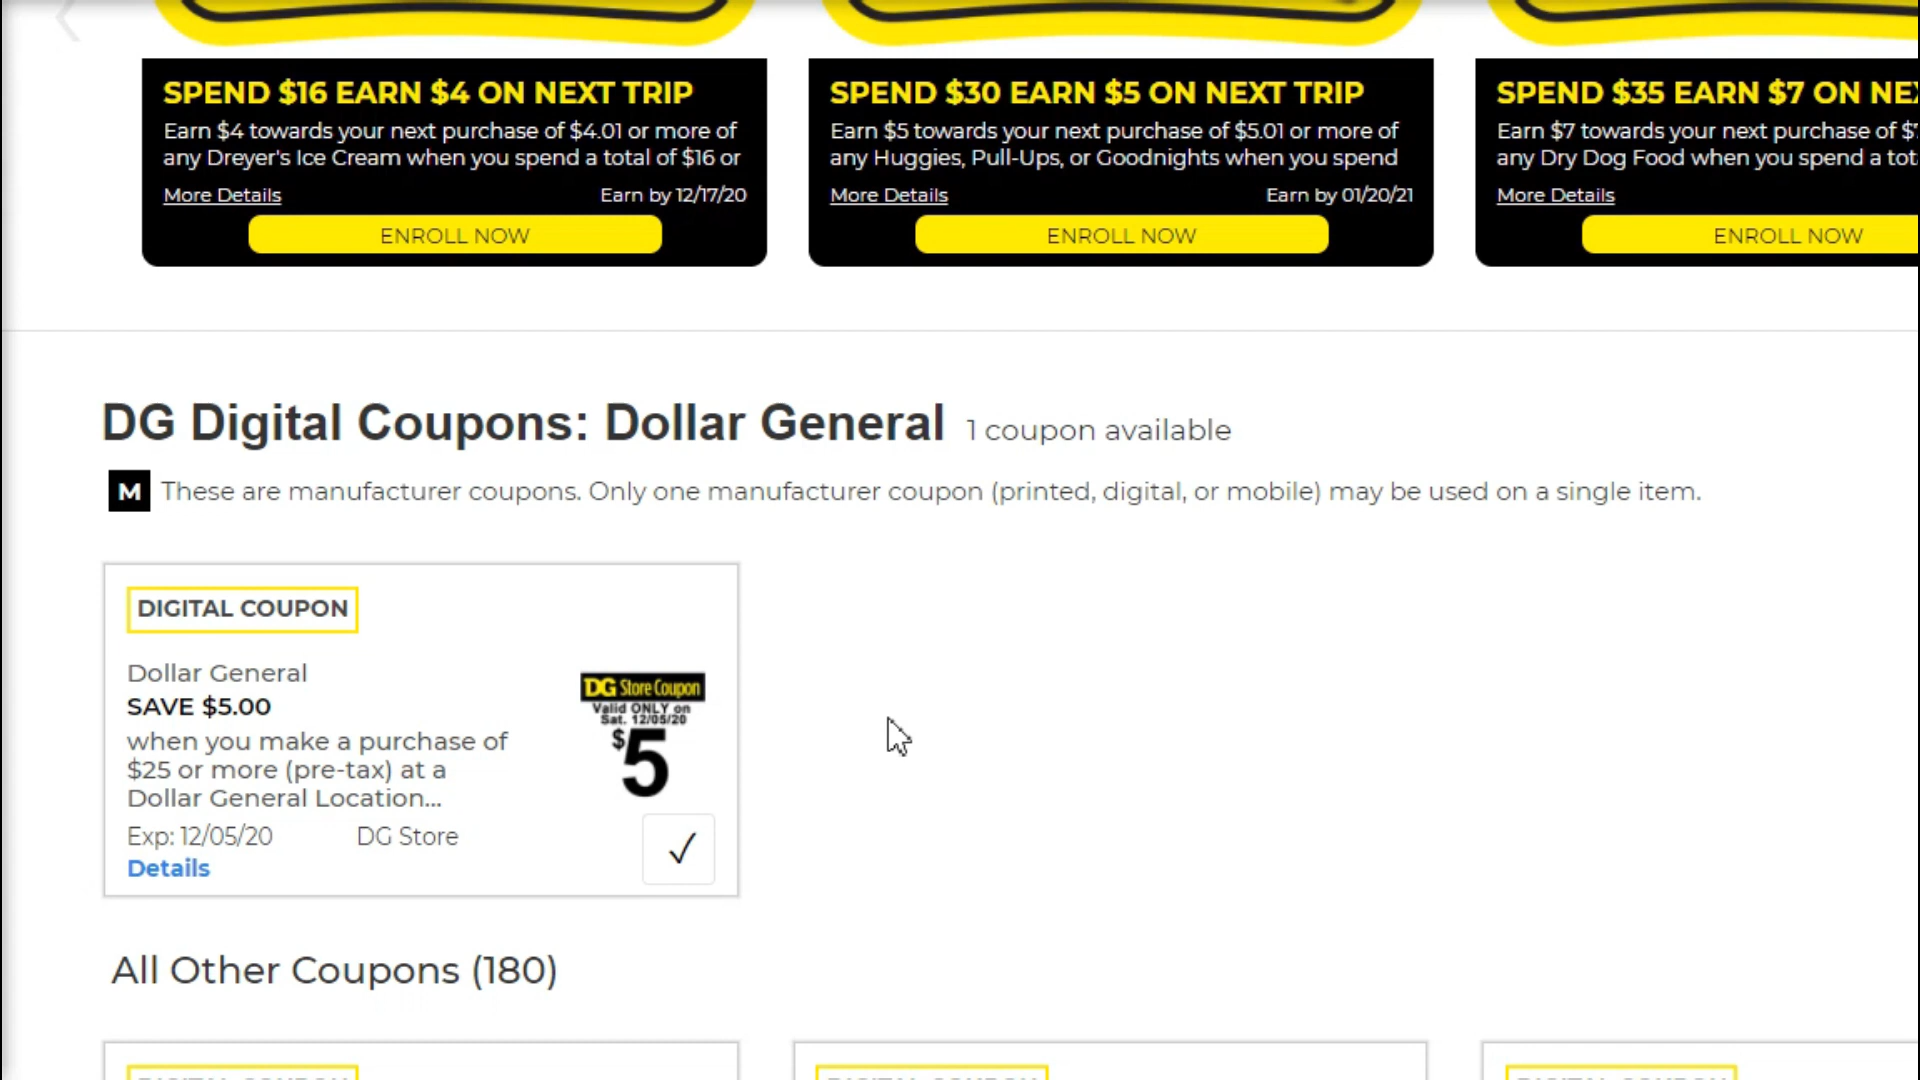 SPEND $16 EARN $4 ON NEXT TRIP
Earn $4 towards your next purchase of $4.01 or more of
any Dreyer's Ice Cream when you spend a total of $16 or
More Details
Earn by 12/17/20
ENROLL NOW
SPEND $30 EARN $5 ON NEXT TRIP
Earn $5 towards your next purchase of $5.01 or more of
any Huggies, Pull-Ups, or Goodnights when you spend
More Details
Earn by 01/20/21
ENROLL NOW
SPEND $35 EARN $7 ON
Earn $7 towards your next purchase of
any Dry Dog Food when you spend a
More Details
ENROLL NOW
DG Digital Coupons: Dollar General 1 coupon available
M These are manufacturer coupons. Only one manufacturer coupon (printed, digital, or mobile) may be used on a single item.
DIGITAL COUPON
Dollar General
SAVE $5.00
when you make a purchase of
$25 or more (pre-tax) at a
Dollar General Location...
Exp: 12/05/20 DG Store
Details
DG Store Coupon
Valid ONLY on
Sat. 12/05/20
$5
All Other Coupons (180)
DIGITAL COUPON
DIGITAL COUPON
DIGITAL COUPON